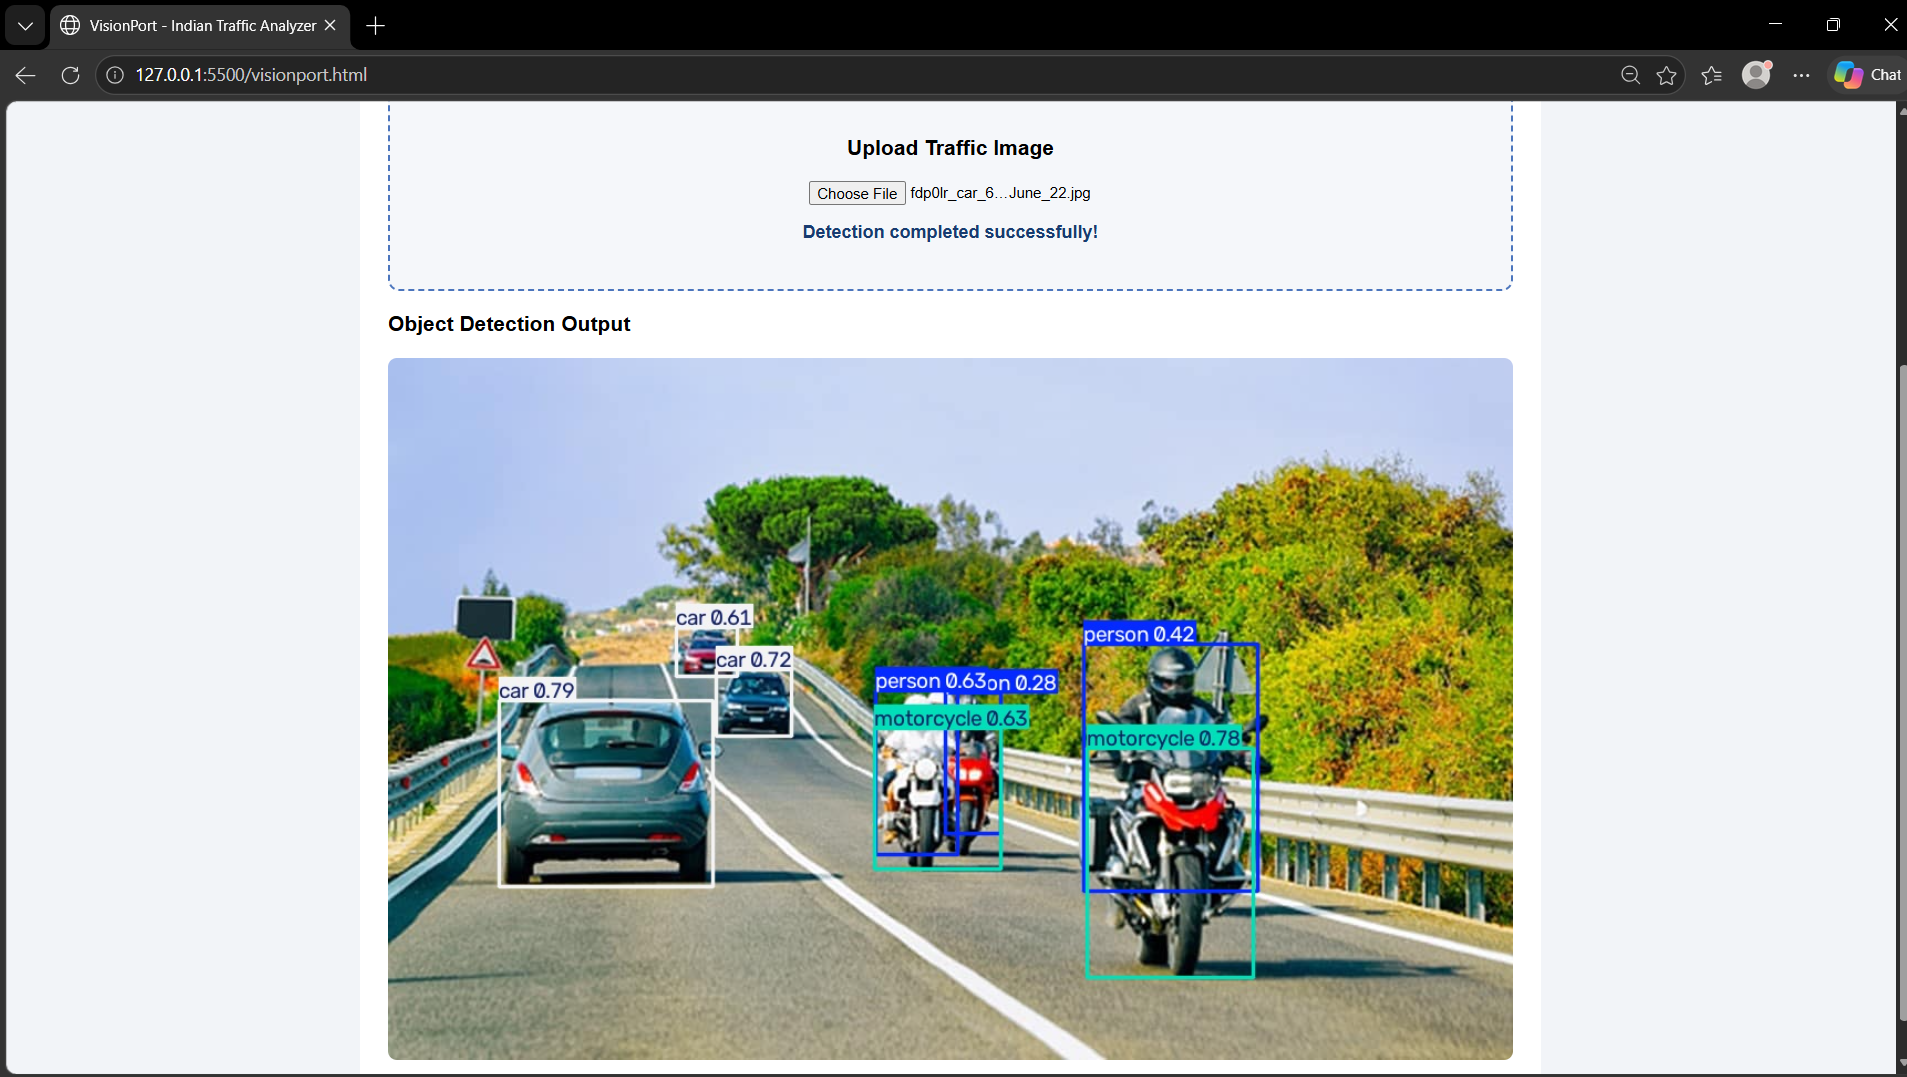 VisionPort - Indian Traffic Analyzer
127.0.0.1:5500/visionport.html
Chat
Upload Traffic Image
Choose File fdp0lr_car_6...June_22.jpg
Detection completed successfully!
Object Detection Output
car 0.61
person 0.42
car 0.72
person 0.63on 0.28
car 0.79
motorcycle 0.63
motorcycle 0.78